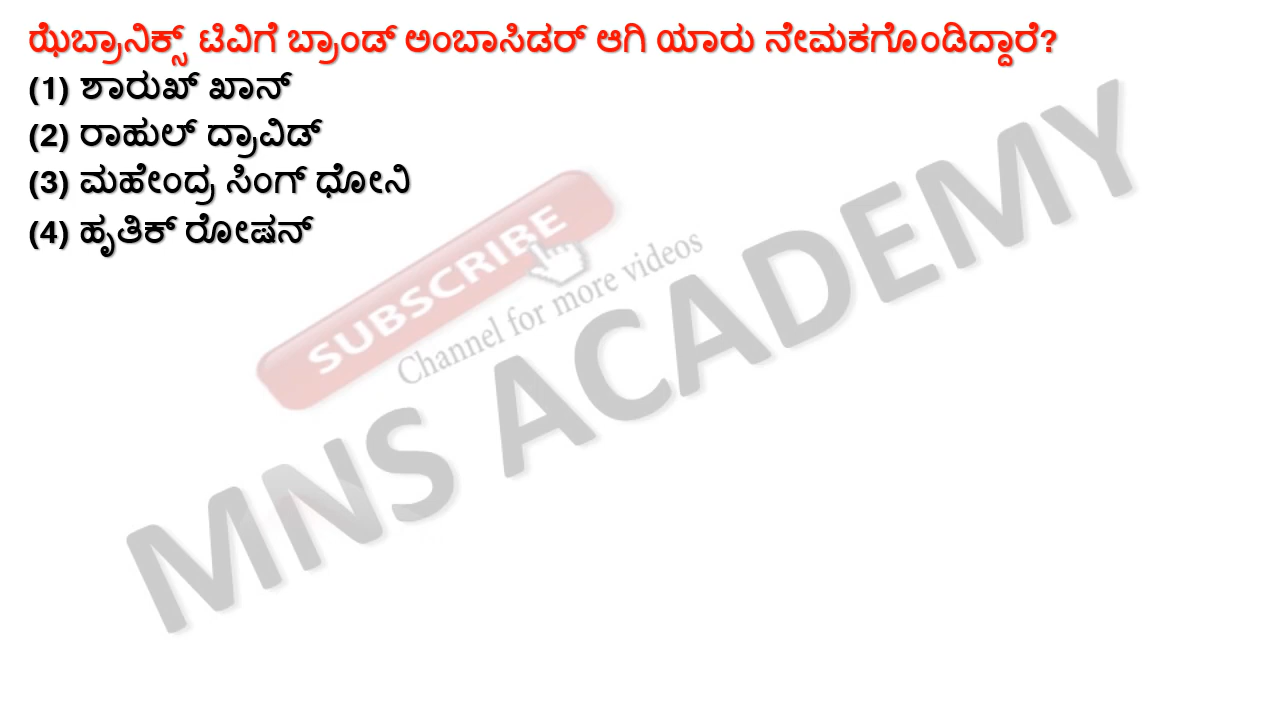 ಝೆಬ್ರಾನಿಕ್ಸ್ ಟಿವಿಗೆ ಬ್ರಾಂಡ್ ಅಂಬಾಸಿಡರ್ ಆಗಿ ಯಾರು ನೇಮಕಗೊಂಡಿದ್ದಾರೆ?
(1) ಶಾರುಖ್ ಖಾನ್
(2) ರಾಹುಲ್ ದ್ರಾವಿಡ್
(3) ಮಹೇಂದ್ರ ಸಿಂಗ್ ಧೋನಿ
(4) ಹೃತಿಕ್ ರೋಷನ್
SUBSCRIBE
Channel for more videos
MNS ACADEMY